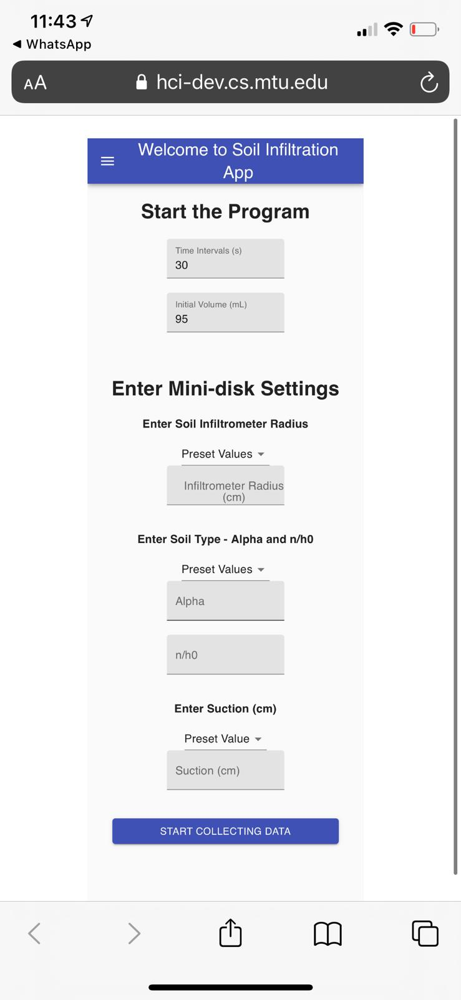 11:43
WhatsApp
AA
hci-dev.cs.mtu.edu
Welcome to Soil Infiltration
App
Start the Program
Time Intervals (s)
30
Initial Volume (mL)
95
Enter Mini-disk Settings
Enter Soil Infiltrometer Radius
Preset Values
Infiltrometer Radius
(cm)
Enter Soil Type - Alpha and n/h0
Preset Values
Alpha
n/h0
Enter Suction (cm)
Preset Value
Suction (cm)
START COLLECTING DATA